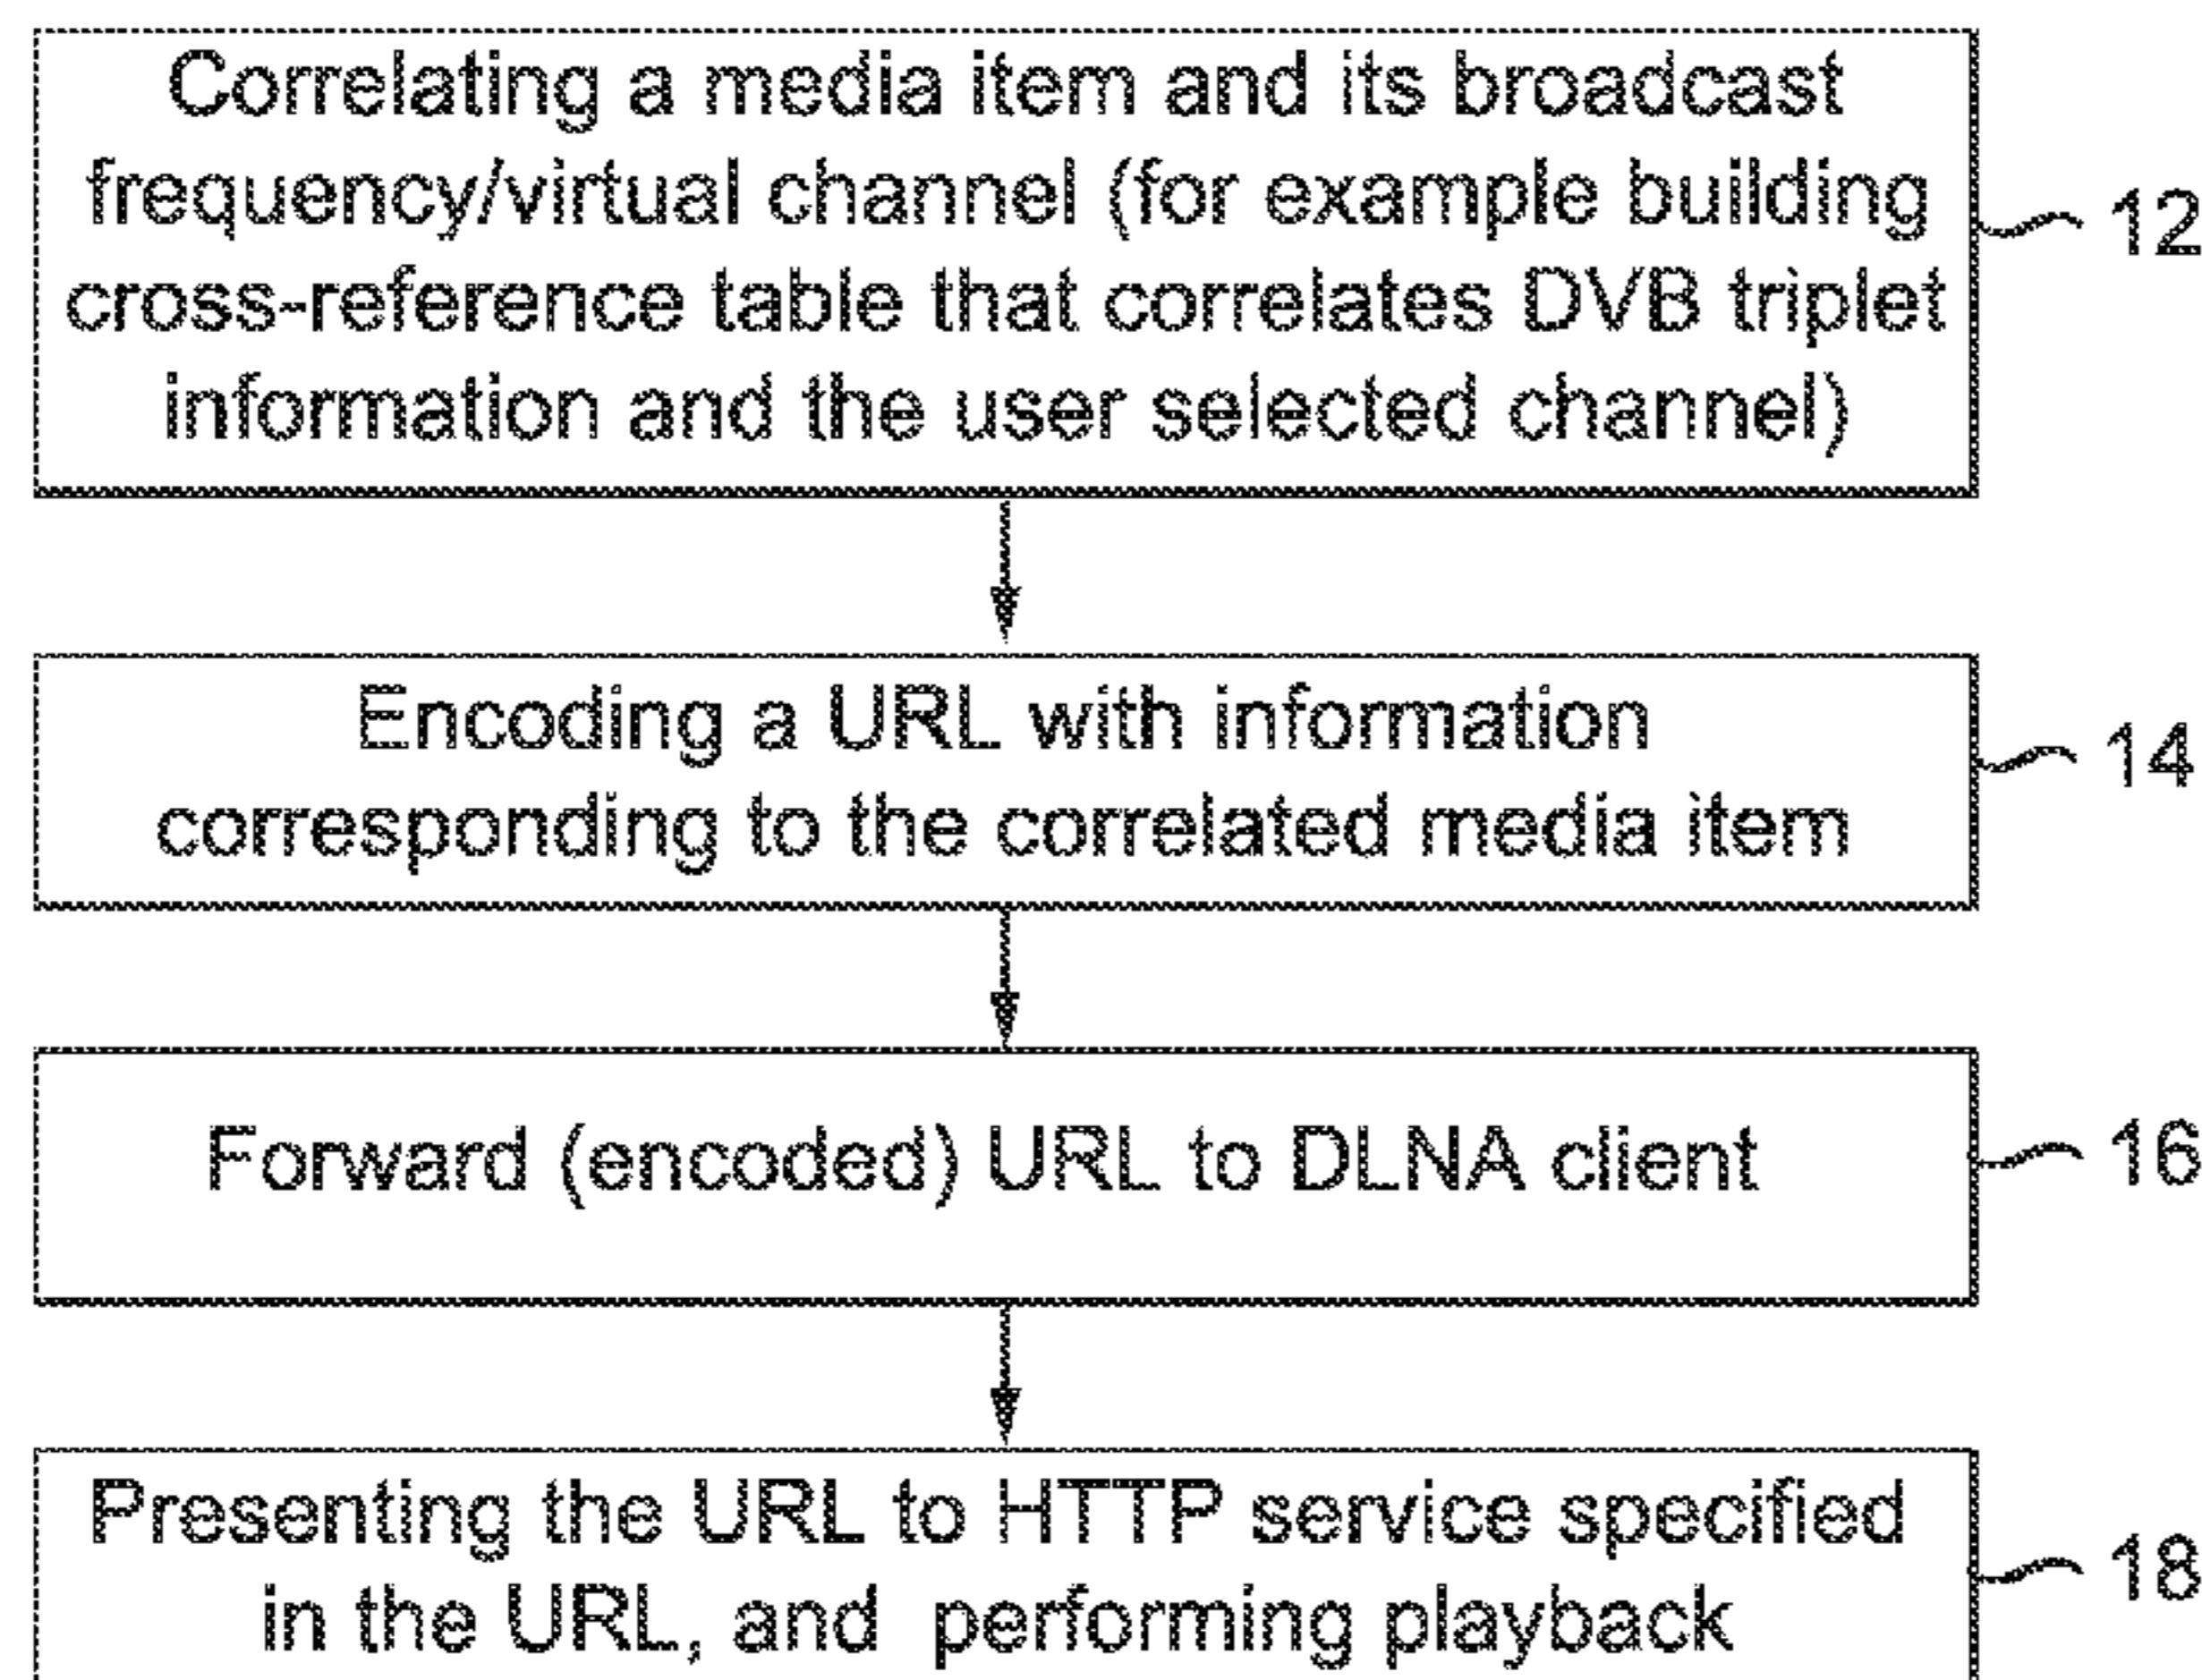 Correlating a media item and its broadcast
frequency/virtual channel (for example building
cross-reference table that correlates DVB triplet
information and the user selected channel)
12
Encoding a URL with information
corresponding to the correlated media item
14
Forward (encoded) URL to DLNA client
16
Presenting the URL to HTTP service specified
in the URL, and performing playback
18